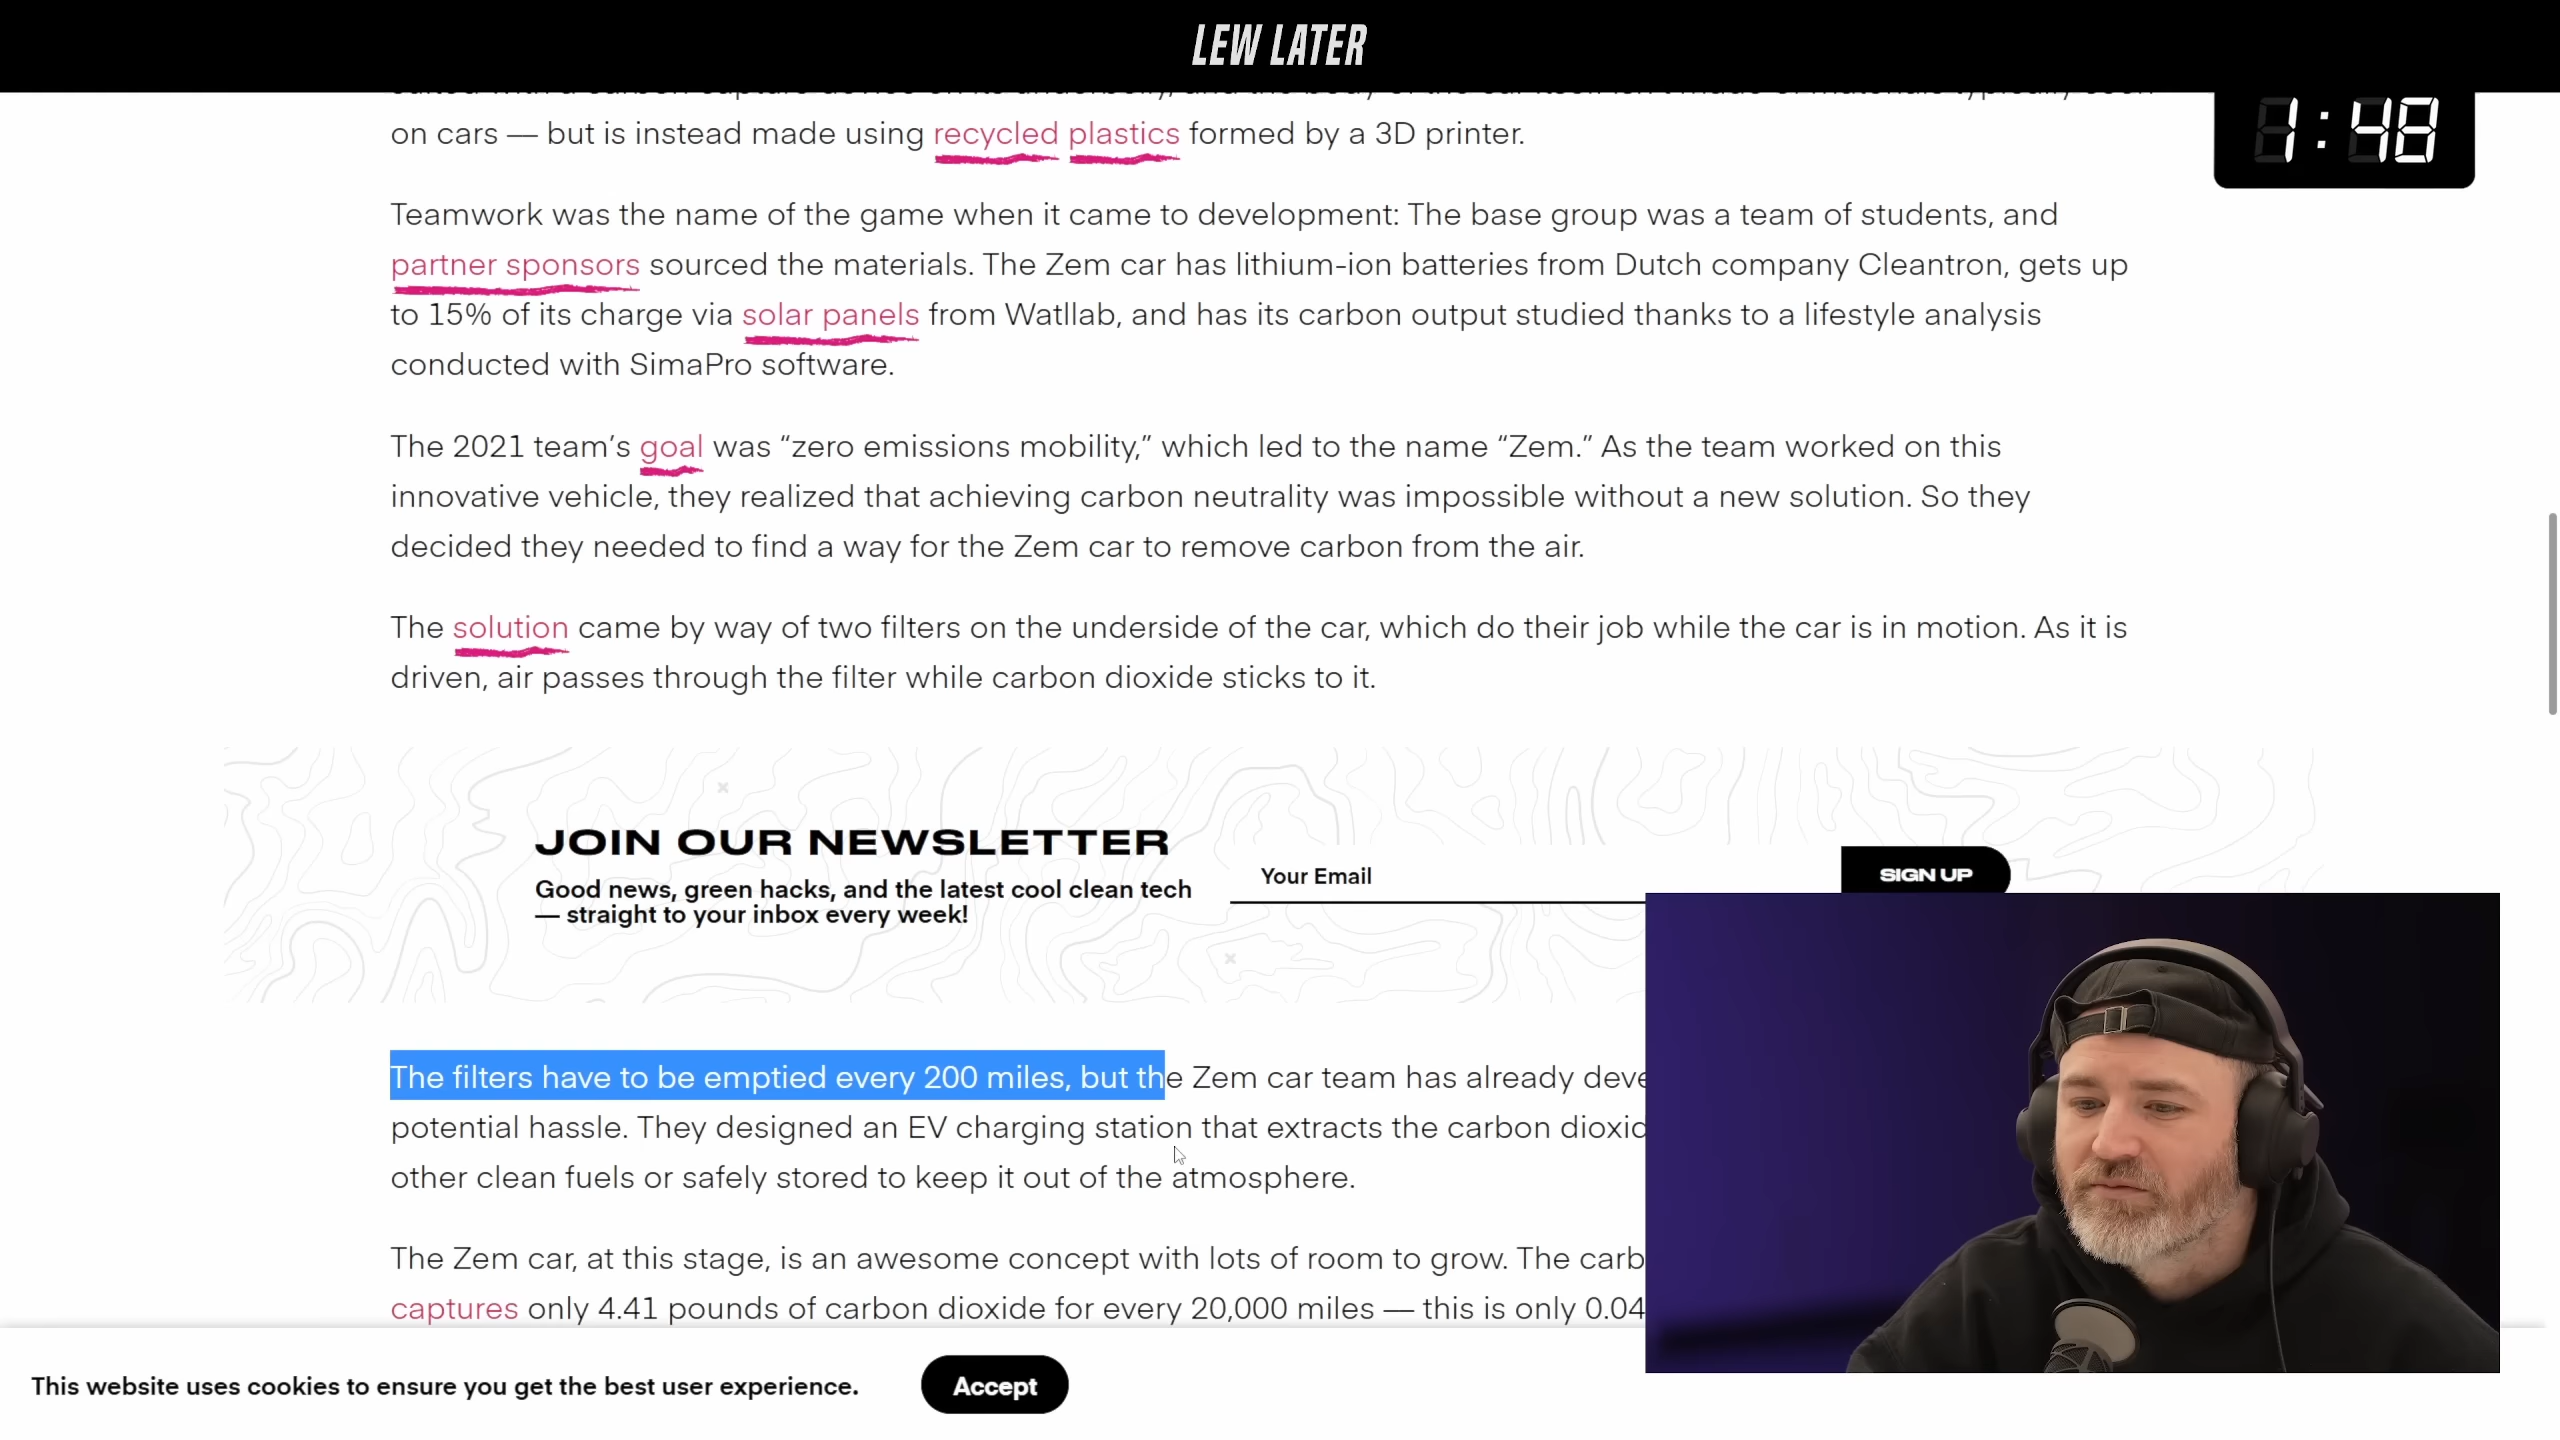 LEW LATER
1:48
on cars — but is instead made using recycled plastics formed by a 3D printer.
Teamwork was the name of the game when it came to development: The base group was a team of students, and
partner sponsors sourced the materials. The Zem car has lithium-ion batteries from Dutch company Cleantron, gets up
to 15% of its charge via solar panels from Watllab, and has its carbon output studied thanks to a lifestyle analysis
conducted with SimaPro software.
The 2021 team’s goal was “zero emissions mobility,” which led to the name “Zem.” As the team worked on this
innovative vehicle, they realized that achieving carbon neutrality was impossible without a new solution. So they
decided they needed to find a way for the Zem car to remove carbon from the air.
The solution came by way of two filters on the underside of the car, which do their job while the car is in motion. As it is
driven, air passes through the filter while carbon dioxide sticks to it.
JOIN OUR NEWSLETTER
Good news, green hacks, and the latest cool clean tech
— straight to your inbox every week!
Your Email
SIGN UP
The filters have to be emptied every 200 miles, but the Zem car team has already deve
potential hassle. They designed an EV charging station that extracts the carbon dioxid
other clean fuels or safely stored to keep it out of the atmosphere.
The Zem car, at this stage, is an awesome concept with lots of room to grow. The carb
captures only 4.41 pounds of carbon dioxide for every 20,000 miles — this is only 0.04
This website uses cookies to ensure you get the best user experience.
Accept